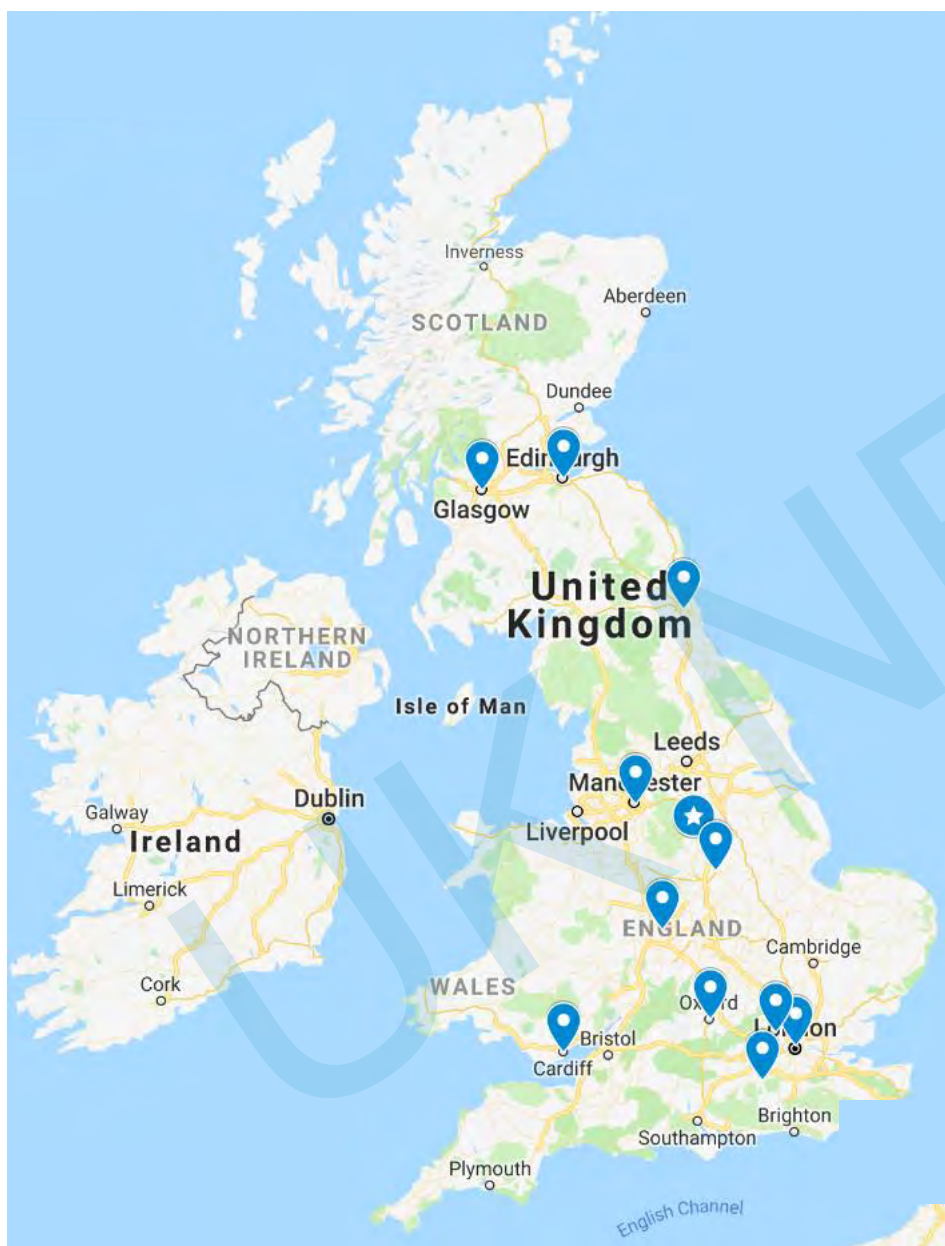 Inverness
Aberdeen
SCOTLAND
Dundee
Glasgow
United
Kingdom
NORTHERN
IRELAND
Isle of Man
Leeds
Dublin
Galway
Liverpool
Ireland
Limerick
ENGLAND
Cambridge
Cork
WALES
Bristol
Cardiff
Brighton
Southampton
Plymouth
English Channel